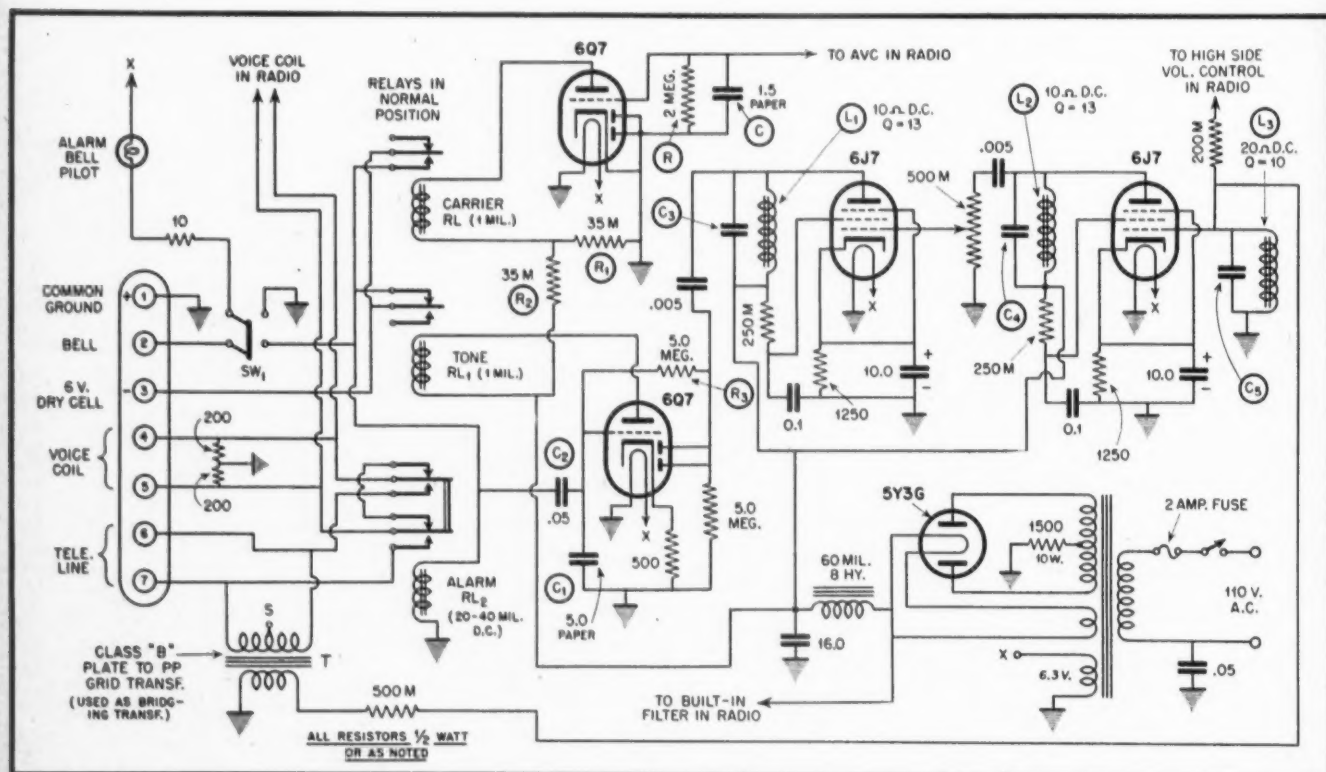 X
VOICE COIL
IN RADIO
ALARM
BELL
PILOT
10
RELAYS IN
NORMAL
POSITION
6Q7
2 MEG.
R
1.5
PAPER
C
TO AVC IN RADIO
X
CARRIER
RL (1 MIL.)
35 M
R1
35 M
R2
COMMON
GROUND
+ 1
BELL
2
SW1
6 V.
DRY CELL
- 3
200
VOICE
COIL
4
5
200
TELE.
LINE
6
7
TONE
RL1 (1 MIL.)
5.0
MEG.
R3
6Q7
C2
.05
X
500
5.0
MEG.
C1
5.0
PAPER
ALARM
RL2
(20-40 MIL.
D.C.)
S
T
CLASS "B"
PLATE TO PP
GRID TRANSF.
(USED AS BRIDG-
ING TRANSF.)
500 M
ALL RESISTORS 1/2 WATT
OR AS NOTED
L1
10 Ω D.C.
Q = 13
6J7
C3
.005
250 M
X
10.0
+
-
0.1
1250
500 M
.005
L2
10 Ω D.C.
Q = 13
6J7
C4
250 M
X
10.0
+
-
0.1
1250
TO HIGH SIDE
VOL. CONTROL
IN RADIO
200 M
L3
20 Ω D.C.
Q = 10
C5
5Y3G
60 MIL.
8 HY.
16.0
1500
10 W.
2 AMP. FUSE
110 V.
A.C.
X
6.3 V.
.05
TO BUILT-IN
FILTER IN RADIO